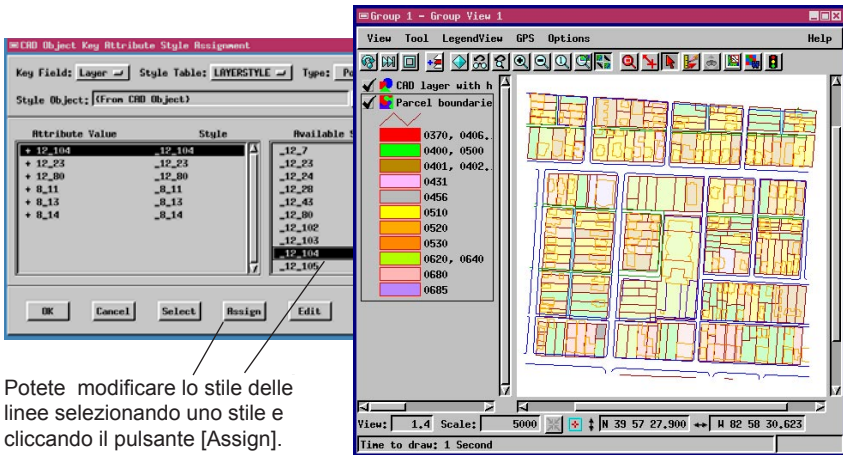 CAD Object Key Attribute Style Assignment
Key Field: Layer Style Table: LAYERSTYLE Type:
Style Object: (From CAD Object)
Attribute Value Style
+ 12_104 _12_104
+ 12_23 _12_23
+ 12_80 _12_80
+ 8_11 _8_11
+ 8_13 _8_13
+ 8_14 _8_14
Available S
_12_7
_12_23
_12_24
_12_28
_12_43
_12_80
_12_102
_12_103
_12_104
_12_105
OK Cancel Select Assign Edit
Potete modificare lo stile delle
linee selezionando uno stile e
cliccando il pulsante [Assign].
Group 1 - Group View 1
View Tool LegendView GPS Options Help
CAD layer with h
Parcel boundarie
0370, 0406..
0400, 0500
0401, 0402..
0431
0456
0510
0520
0530
0620, 0640
0680
0685
View: 1.4 Scale: 5000 N 39 57 27.900 W 82 58 30.623
Time to draw: 1 Second